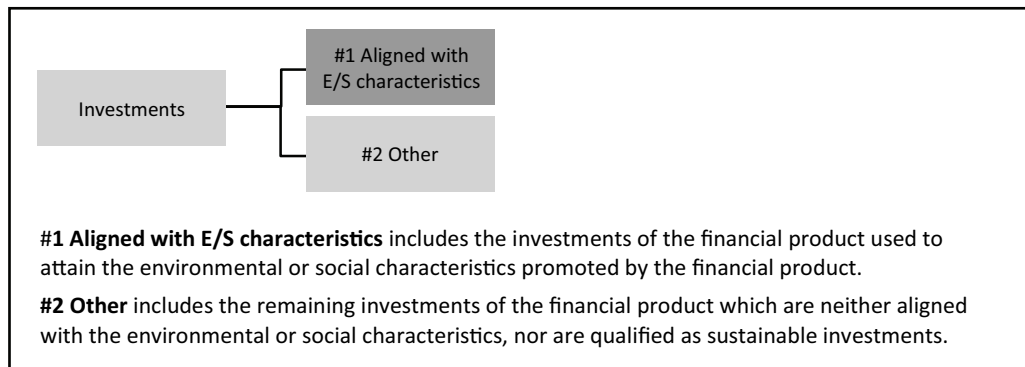 #1 Aligned with
E/S characteristics
Investments
#2 Other
#1 Aligned with E/S characteristics includes the investments of the financial product used to
attain the environmental or social characteristics promoted by the financial product.
#2 Other includes the remaining investments of the financial product which are neither aligned
with the environmental or social characteristics, nor are qualified as sustainable investments.